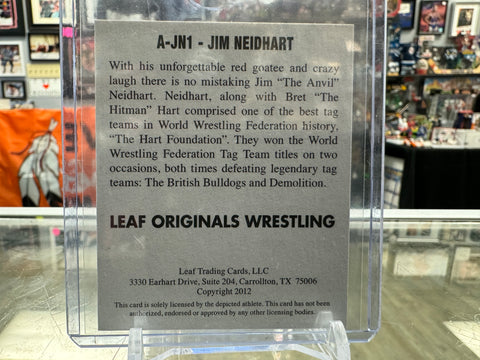 A-JN1 - JIM NEIDHART
With his unforgettable red goatee and crazy
laugh there is no mistaking Jim "The Anvil"
Neidhart. Neidhart, along with Bret "The
Hitman" Hart comprised one of the best tag
teams in World Wrestling Federation history,
"The Hart Foundation". They won the World
Wrestling Federation Tag Team titles on two
occasions, both times defeating legendary tag
teams: The British Bulldogs and Demolition.
LEAF ORIGINALS WRESTLING
Leaf Trading Cards, LLC
3330 Earhart Drive, Suite 204, Carrollton, TX 75006
Copyright 2012
This card is solely licensed by the depicted athlete. This card has not been
authorized, endorsed or approved by any other licensing bodies.